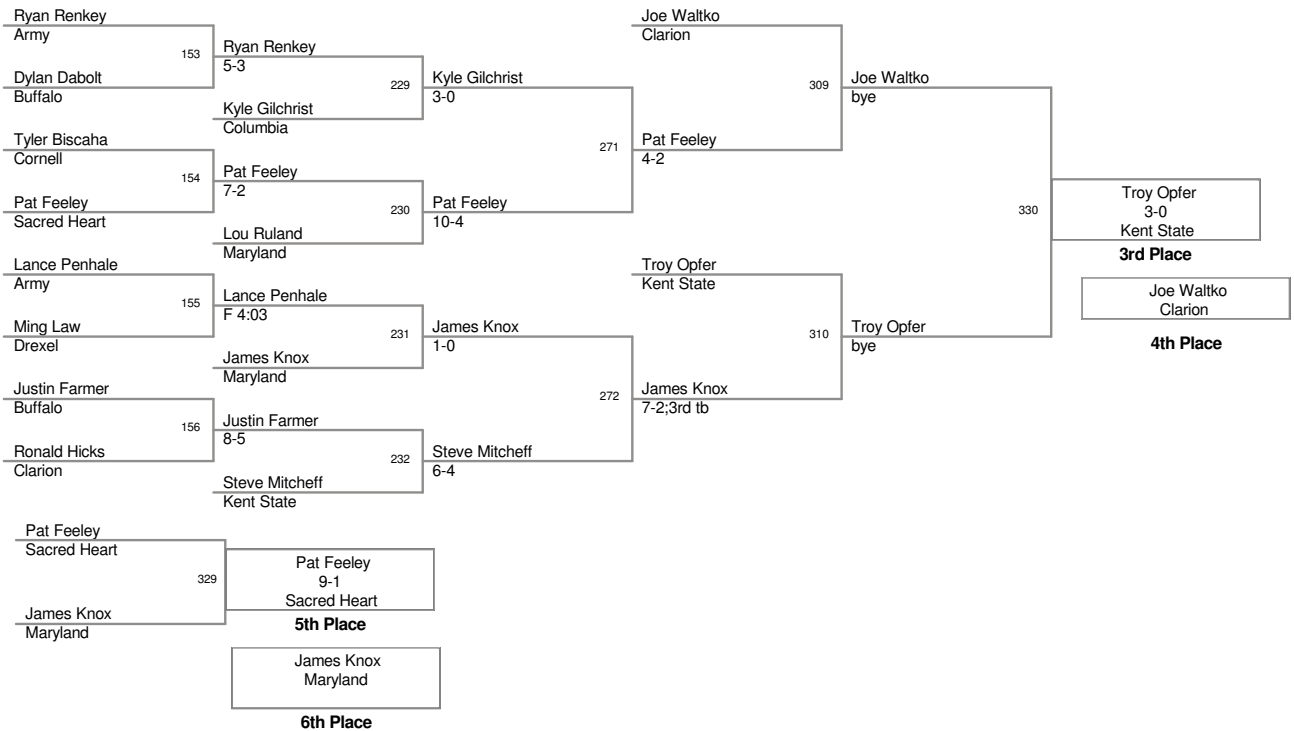 Ryan Renkey
Army
153
Dylan Dabolt
Buffalo
Tyler Biscaha
Cornell
154
Pat Feeley
Sacred Heart
Lance Penhale
Army
155
Ming Law
Drexel
Justin Farmer
Buffalo
156
Ronald Hicks
Clarion
Ryan Renkey
5-3
229
Kyle Gilchrist
Columbia
Pat Feeley
7-2
230
Lou Ruland
Maryland
Lance Penhale
F 4:03
231
James Knox
Maryland
Justin Farmer
8-5
232
Steve Mitcheff
Kent State
Kyle Gilchrist
3-0
271
Pat Feeley
10-4
James Knox
1-0
272
Steve Mitcheff
6-4
Joe Waltko
Clarion
309
Pat Feeley
4-2
Troy Opfer
Kent State
310
James Knox
7-2;3rd tb
Joe Waltko
bye
330
Troy Opfer
bye
Troy Opfer
3-0
Kent State
3rd Place
Joe Waltko
Clarion
4th Place
Pat Feeley
Sacred Heart
329
James Knox
Maryland
Pat Feeley
9-1
Sacred Heart
5th Place
James Knox
Maryland
6th Place